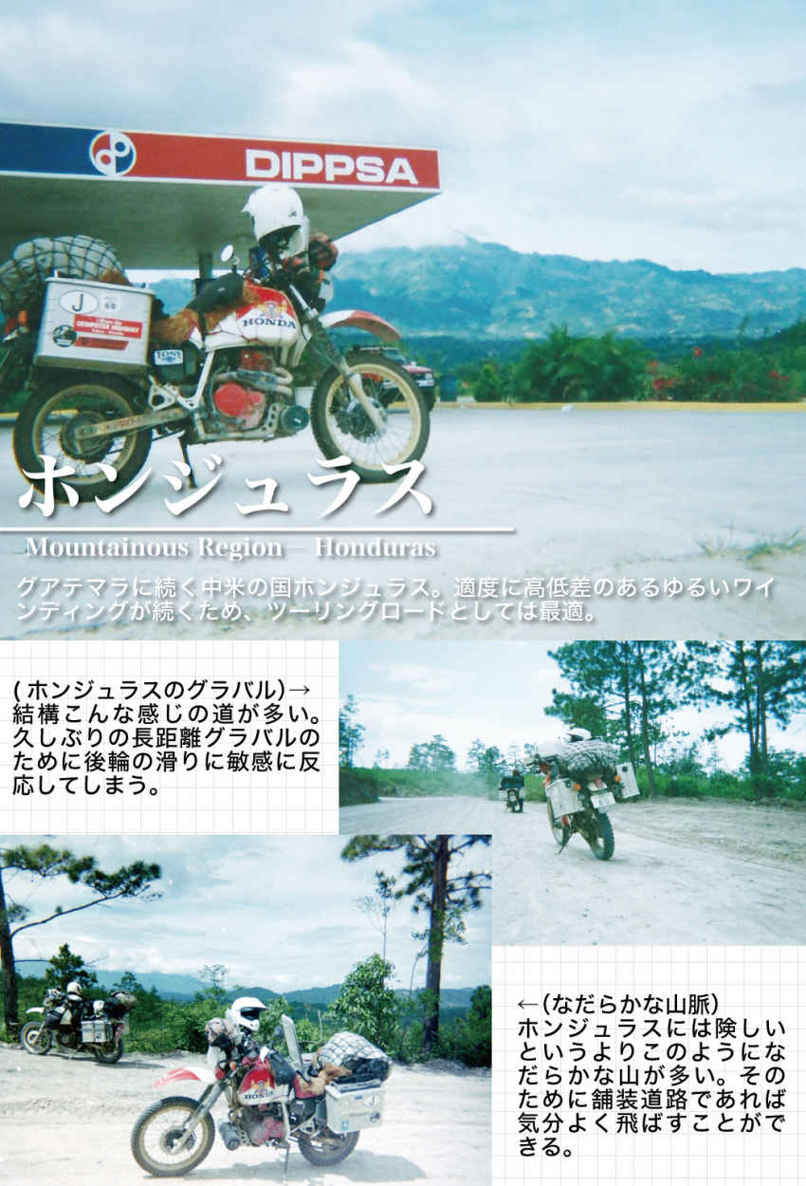 DIPPSA
J
DEMPSTER HIGHWAY
HONDA
TONY
ホンジュラス
Mountainous Region— Honduras
グアテマラに続く中米の国ホンジュラス。適度に高低差のあるゆるいワイ
ンディングが続くため、ツーリングロードとしては最適。
(ホンジュラスのグラバル)→
結構こんな感じの道が多い。
久しぶりの長距離グラバルの
ために後輪の滑りに敏感に反
応してしまう。
HONDA
←(なだらかな山脈)
ホンジュラスには険しい
というよりこのようにな
だらかな山が多い。その
ために舗装道路であれば
気分よく飛ばすことがで
きる。